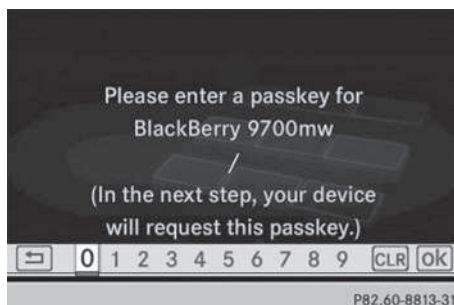 Please enter a passkey for
BlackBerry 9700mw
/
(In the next step, your device
will request this passkey.)
0 1 2 3 4 5 6 7 8 9 CLR ok
P82.60-8813-31